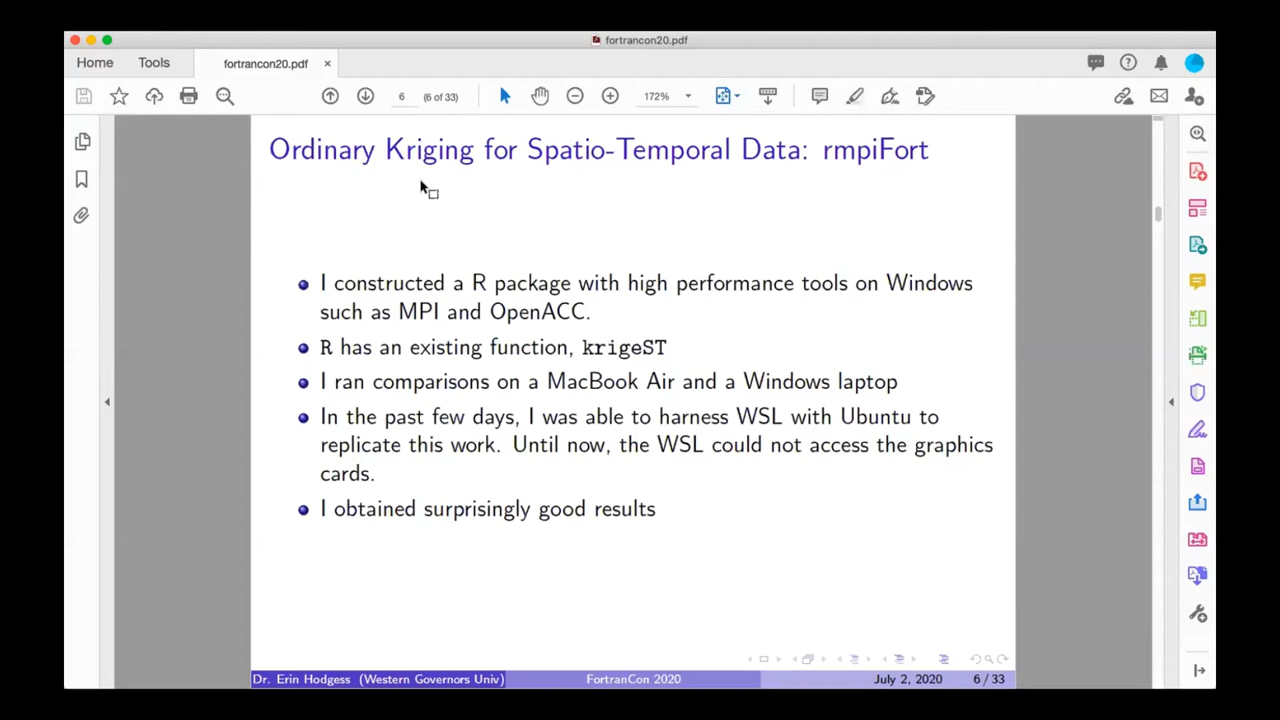 fortrancon20.pdf
Home
Tools
fortrancon20.pdf ×
6
(6 of 33)
172%
Ordinary Kriging for Spatio-Temporal Data: rmpiFort
I constructed a R package with high performance tools on Windows
such as MPI and OpenACC.
R has an existing function, krigeST
I ran comparisons on a MacBook Air and a Windows laptop
In the past few days, I was able to harness WSL with Ubuntu to
replicate this work. Until now, the WSL could not access the graphics
cards.
I obtained surprisingly good results
Dr. Erin Hodgess (Western Governors Univ)
FortranCon 2020
July 2, 2020
6 / 33